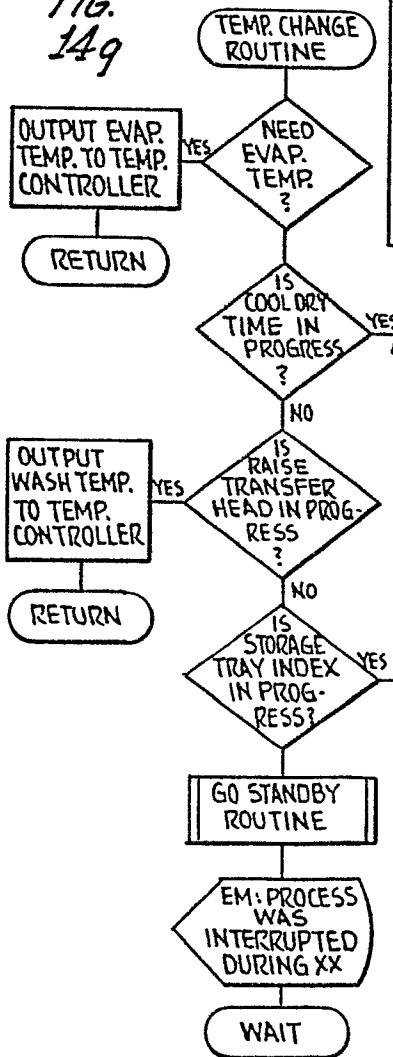 FIG.
14g
TEMP. CHANGE
ROUTINE
NEED
EVAP.
TEMP.
?
YES
OUTPUT EVAP.
TEMP. TO TEMP.
CONTROLLER
RETURN
IS
COOL DRY
TIME IN
PROGRESS
?
YES
NO
IS
RAISE
TRANSFER
HEAD IN PROG-
RESS
?
YES
OUTPUT
WASH TEMP.
TO TEMP.
CONTROLLER
RETURN
NO
IS
STORAGE
TRAY INDEX
IN PROG-
RESS?
YES
GO STANDBY
ROUTINE
EM: PROCESS
WAS
INTERRUPTED
DURING XX
WAIT